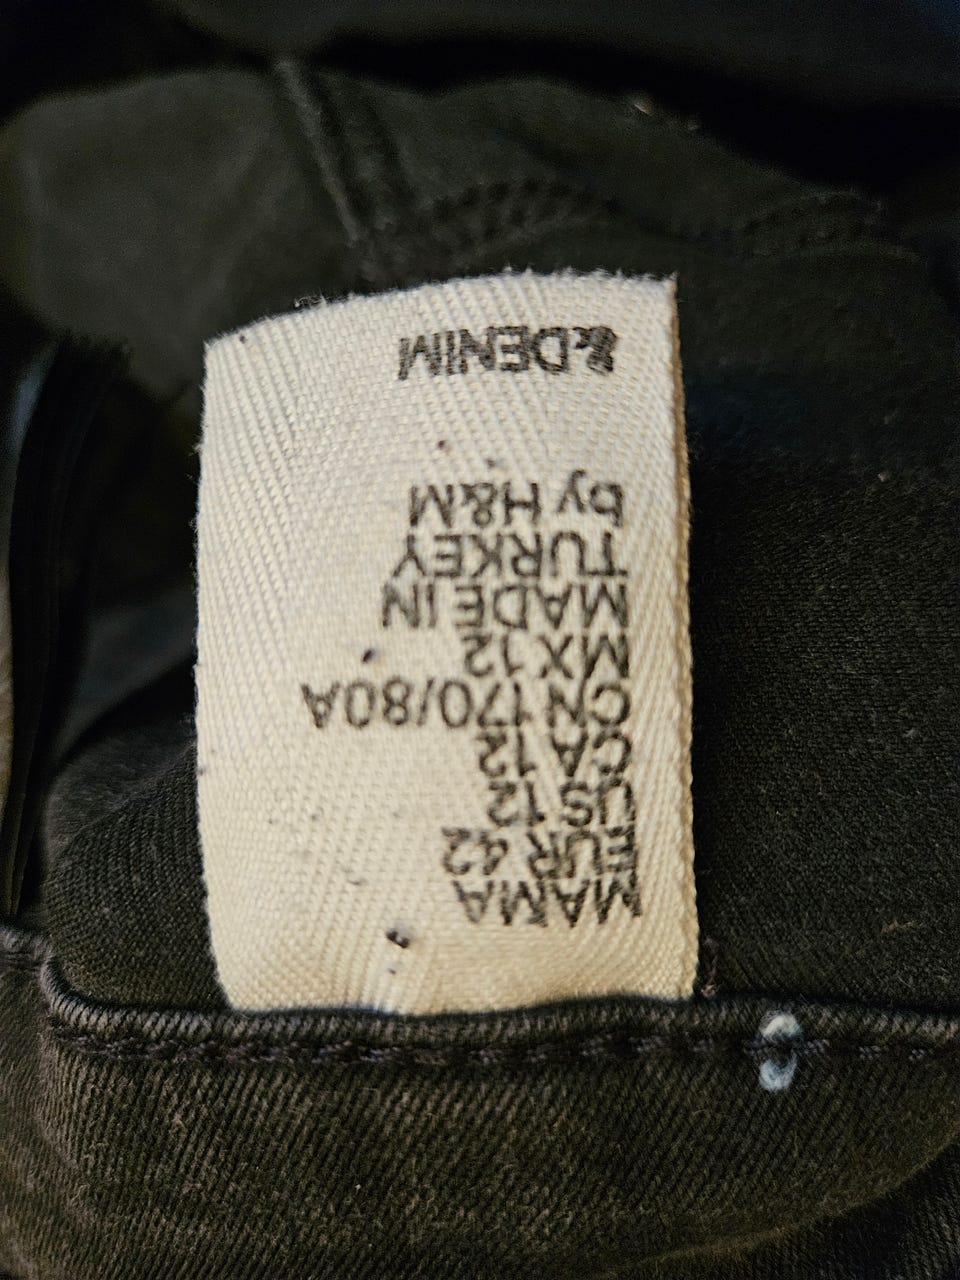 MAMA
EUR 42
US 12
CA 12
CN 170/80A
MX 12
MADE IN
TURKEY
by H&M
&DENIM